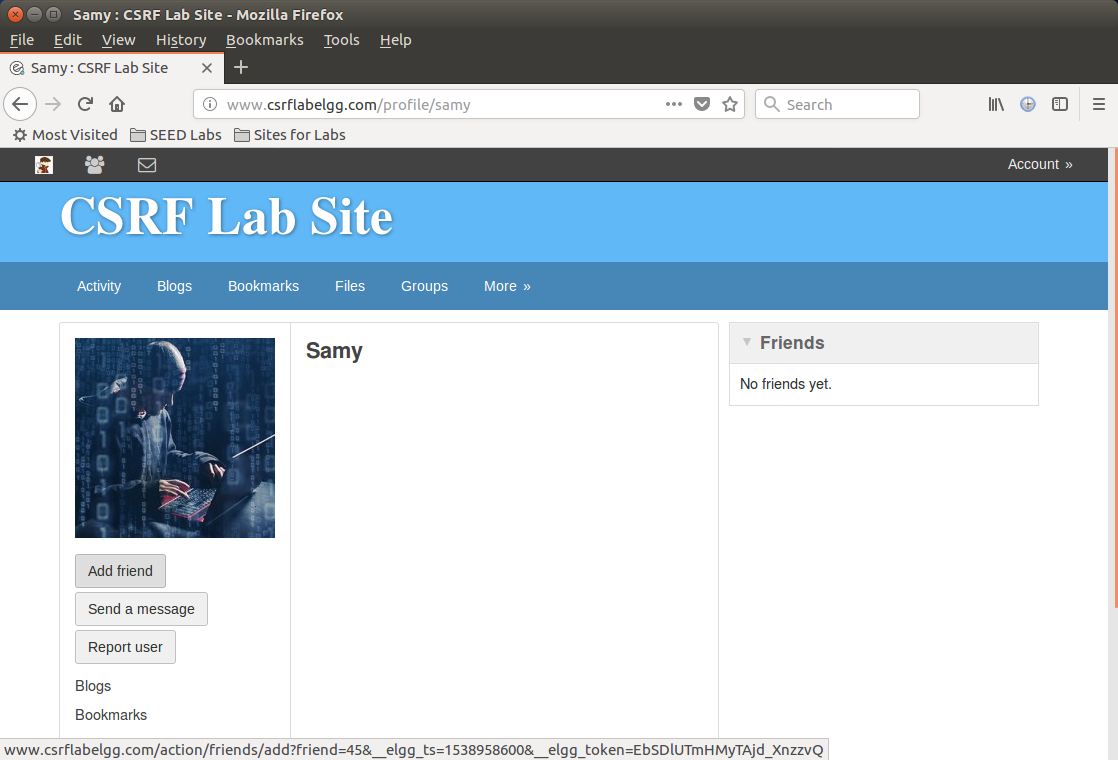 Samy : CSRF Lab Site - Mozilla Firefox
File Edit View History Bookmarks Tools Help
Samy : CSRF Lab Site
www.csrflabelgg.com/profile/samy
Search
Most Visited SEED Labs Sites for Labs
Account »
CSRF Lab Site
Activity Blogs Bookmarks Files Groups More »
Samy
Friends
No friends yet.
Add friend
Send a message
Report user
Blogs
Bookmarks
www.csrflabelgg.com/action/friends/add?friend=45&__elgg_ts=1538958600&__elgg_token=EbSDlUTmHMyTAjd_XnzzvQ